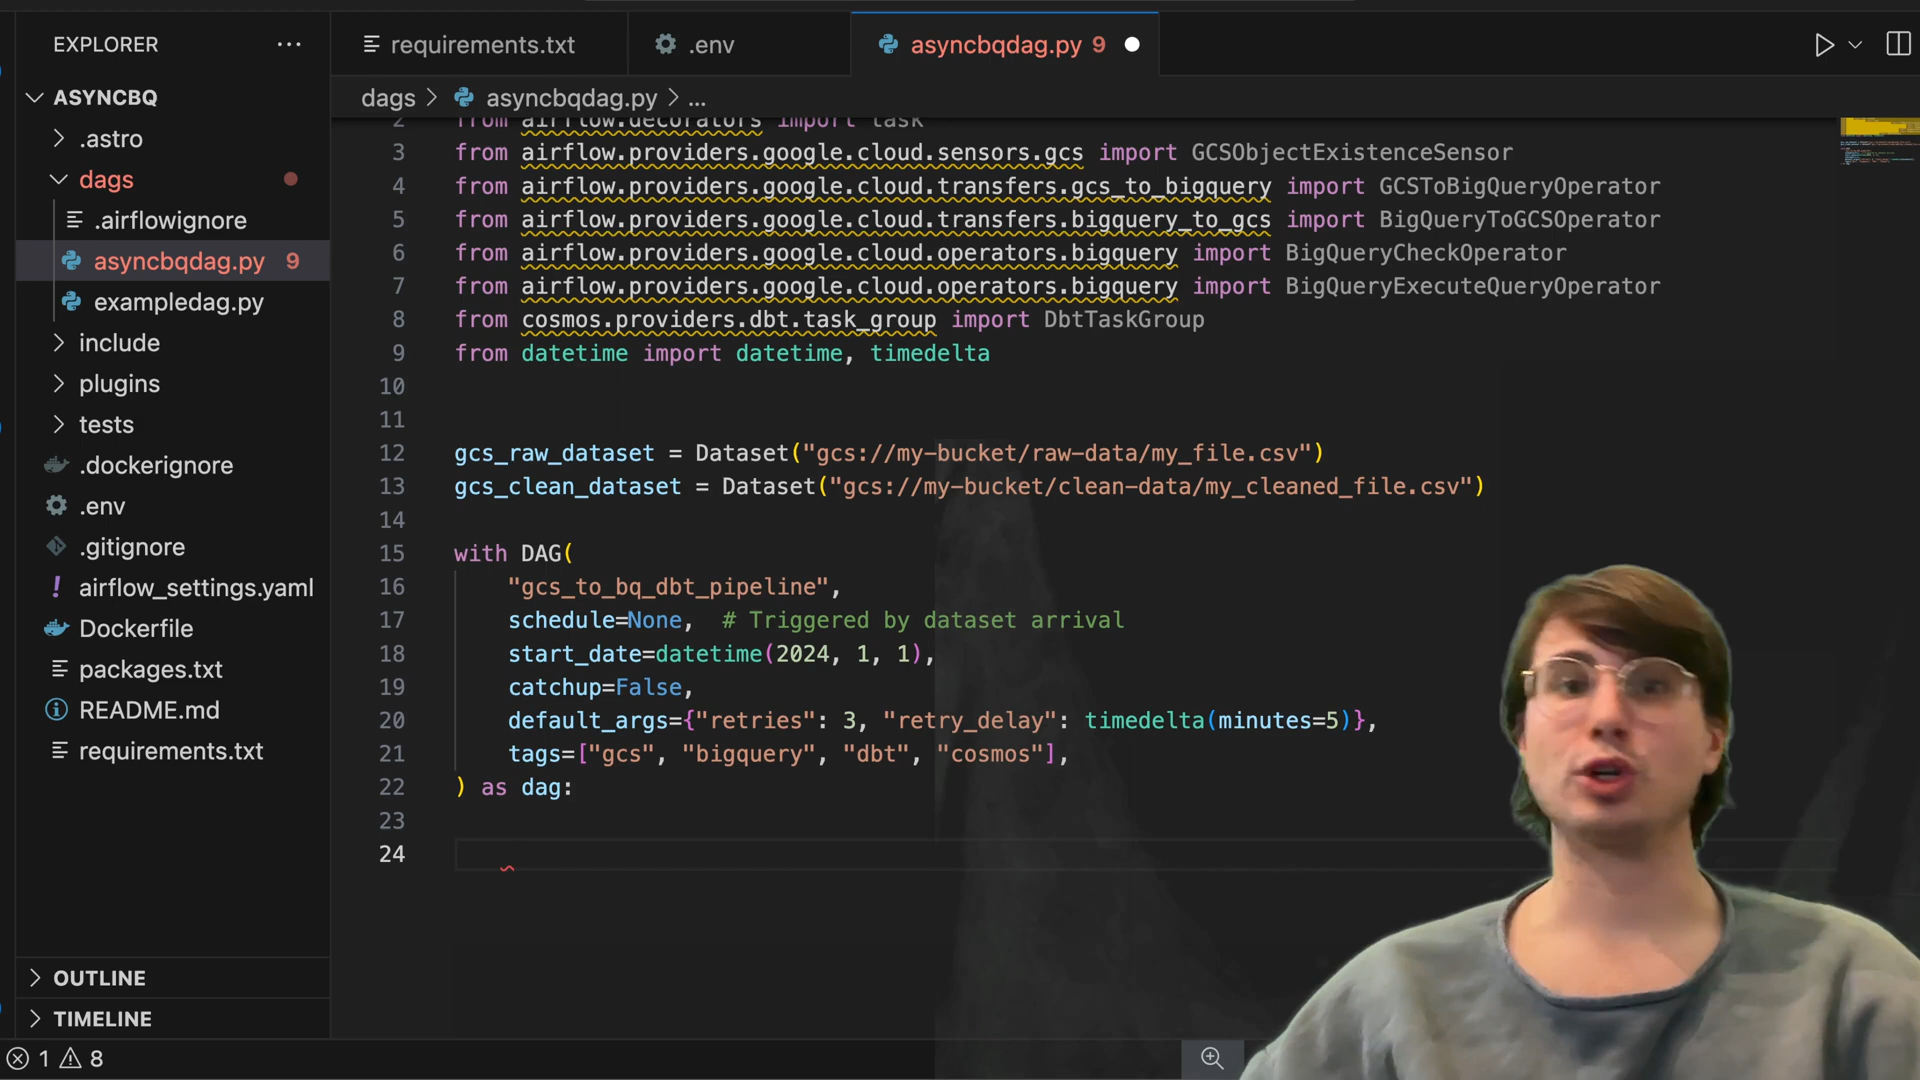 EXPLORER
requirements.txt
.env
asyncbqdag.py 9
ASYNCBQ
dags > asyncbqdag.py > ...
.astro
dags
.airflowignore
asyncbqdag.py 9
exampledag.py
include
plugins
tests
.dockerignore
.env
.gitignore
airflow_settings.yaml
Dockerfile
packages.txt
README.md
requirements.txt
OUTLINE
TIMELINE
1 8
2 from airflow.decorators import task
3 from airflow.providers.google.cloud.sensors.gcs import GCSObjectExistenceSensor
4 from airflow.providers.google.cloud.transfers.gcs_to_bigquery import GCSToBigQueryOperator
5 from airflow.providers.google.cloud.transfers.bigquery_to_gcs import BigQueryToGCSOperator
6 from airflow.providers.google.cloud.operators.bigquery import BigQueryCheckOperator
7 from airflow.providers.google.cloud.operators.bigquery import BigQueryExecuteQueryOperator
8 from cosmos.providers.dbt.task_group import DbtTaskGroup
9 from datetime import datetime, timedelta
10
11
12 gcs_raw_dataset = Dataset("gcs://my-bucket/raw-data/my_file.csv")
13 gcs_clean_dataset = Dataset("gcs://my-bucket/clean-data/my_cleaned_file.csv")
14
15 with DAG(
16 "gcs_to_bq_dbt_pipeline",
17 schedule=None, # Triggered by dataset arrival
18 start_date=datetime(2024, 1, 1),
19 catchup=False,
20 default_args={"retries": 3, "retry_delay": timedelta(minutes=5)},
21 tags=["gcs", "bigquery", "dbt", "cosmos"],
22 ) as dag:
23
24